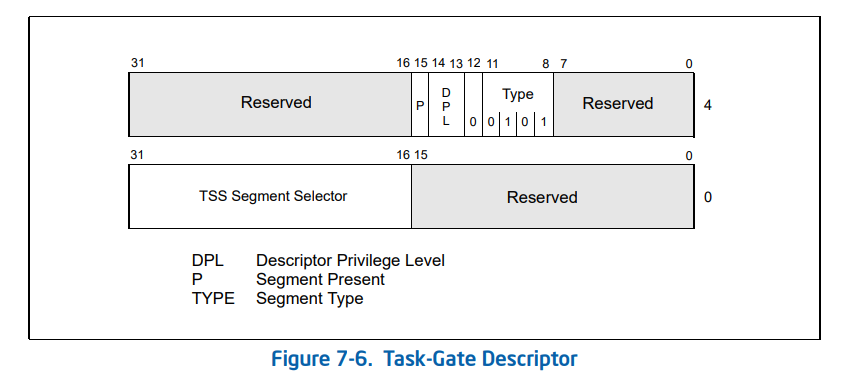 31 16 15 14 13 12 11 8 7 0
Reserved P DPL 0 Type 0 1 0 1 Reserved 4
31 16 15 0
TSS Segment Selector Reserved 0
DPL Descriptor Privilege Level
P Segment Present
TYPE Segment Type
Figure 7-6. Task-Gate Descriptor